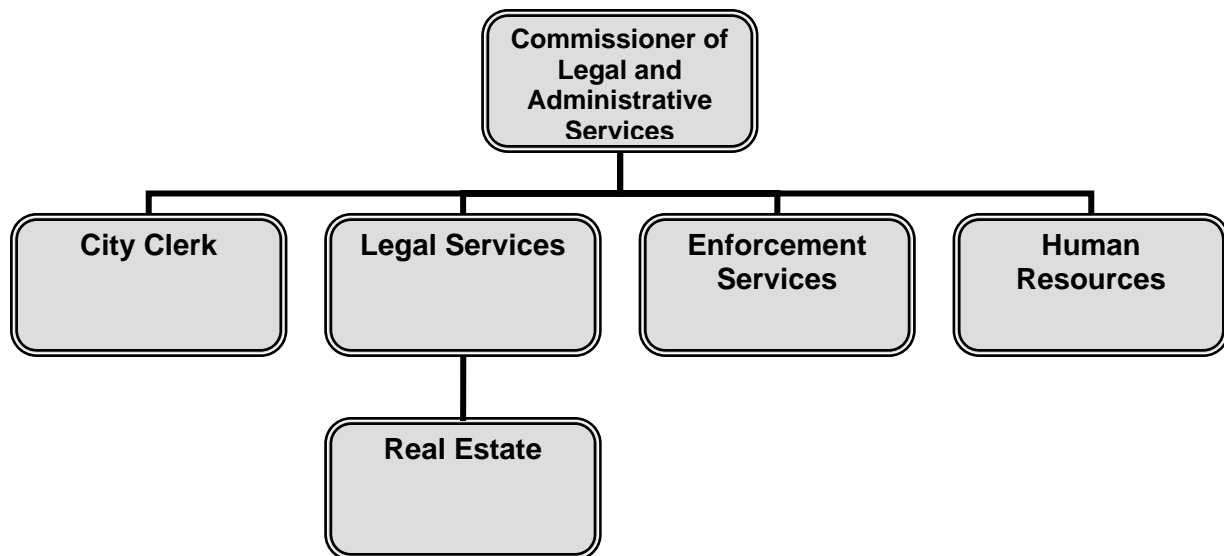 Commissioner of
Legal and
Administrative
Services
City Clerk
Legal Services
Enforcement
Services
Human
Resources
Real Estate